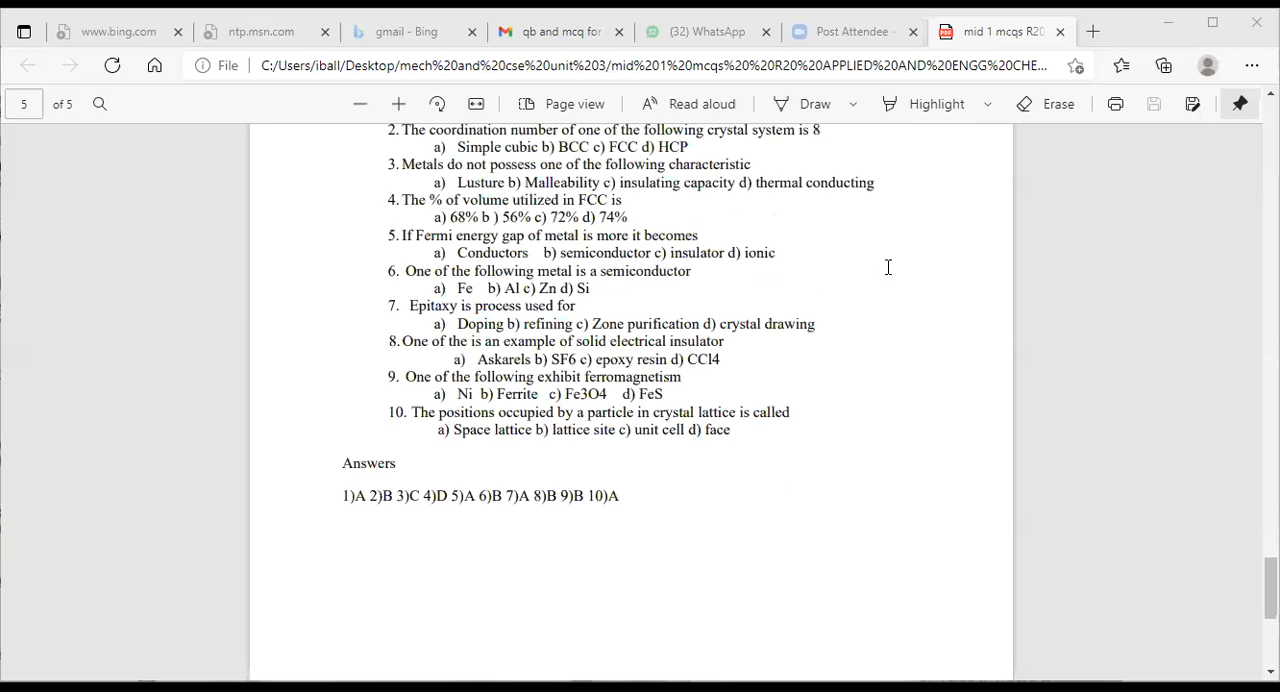 www.bing.com
ntpmsn.com
gmail - Bing
qb and mcq for
(32) WhatsApp
Post Attendee -
mid 1 mcqs R20
File
C:/Users/iball/Desktop/mech%20and%20cse%20unit%203/mid%201%20mcqs%20%20R20%20APPLIED%20AND%20ENGG%20CHE...
5 of 5
Page view
Read aloud
Draw
Highlight
Erase
2. The coordination number of one of the following crystal system is 8
a) Simple cubic b) BCC c) FCC d) HCP
3. Metals do not possess one of the following characteristic
a) Lusture b) Malleability c) insulating capacity d) thermal conducting
4. The % of volume utilized in FCC is
a) 68% b ) 56% c) 72% d) 74%
5. If Fermi energy gap of metal is more it becomes
a) Conductors b) semiconductor c) insulator d) ionic
6. One of the following metal is a semiconductor
a) Fe b) Al c) Zn d) Si
7. Epitaxy is process used for
a) Doping b) refining c) Zone purification d) crystal drawing
8. One of the is an example of solid electrical insulator
a) Askarels b) SF6 c) epoxy resin d) CCl4
9. One of the following exhibit ferromagnetism
a) Ni b) Ferrite c) Fe3O4 d) FeS
10. The positions occupied by a particle in crystal lattice is called
a) Space lattice b) lattice site c) unit cell d) face
Answers
1)A 2)B 3)C 4)D 5)A 6)B 7)A 8)B 9)B 10)A